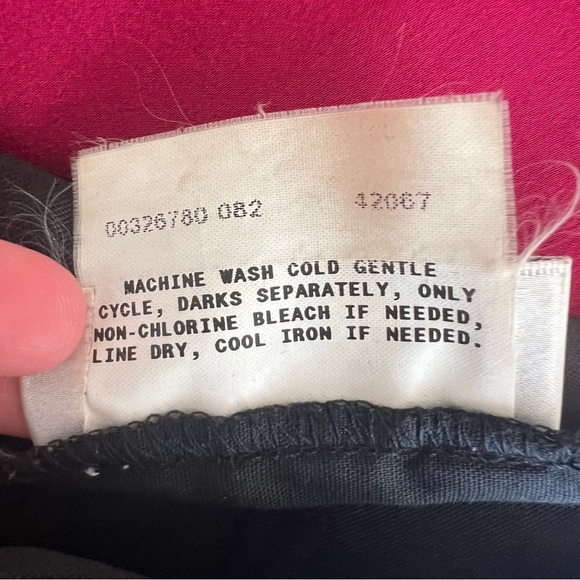 00326780 082 42067
MACHINE WASH COLD GENTLE
CYCLE, DARKS SEPARATELY, ONLY
NON-CHLORINE BLEACH IF NEEDED,
LINE DRY, COOL IRON IF NEEDED.